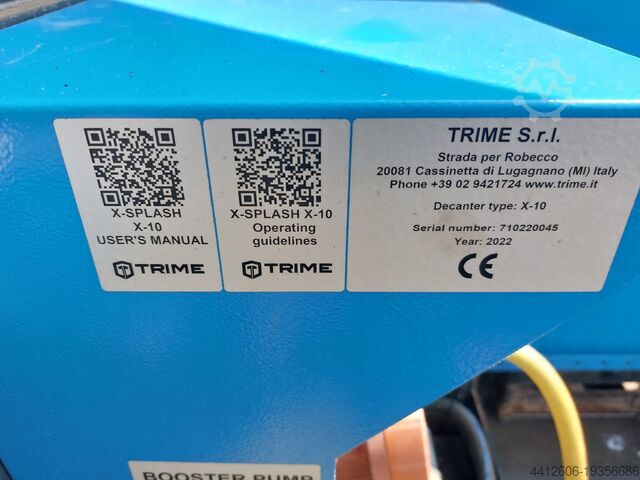 X-SPLASH
X-10
USER'S MANUAL
TRIME
X-SPLASH X-10
Operating
guidelines
TRIME
TRIME S.r.l.
Strada per Robecco
20081 Cassinetta di Lugagnano (MI) Italy
Phone +39 02 9421724 www.trime.it
Decanter type: X-10
Serial number: 710220045
Year: 2022
CE
BOOSTER PUMP
4412606-19356686